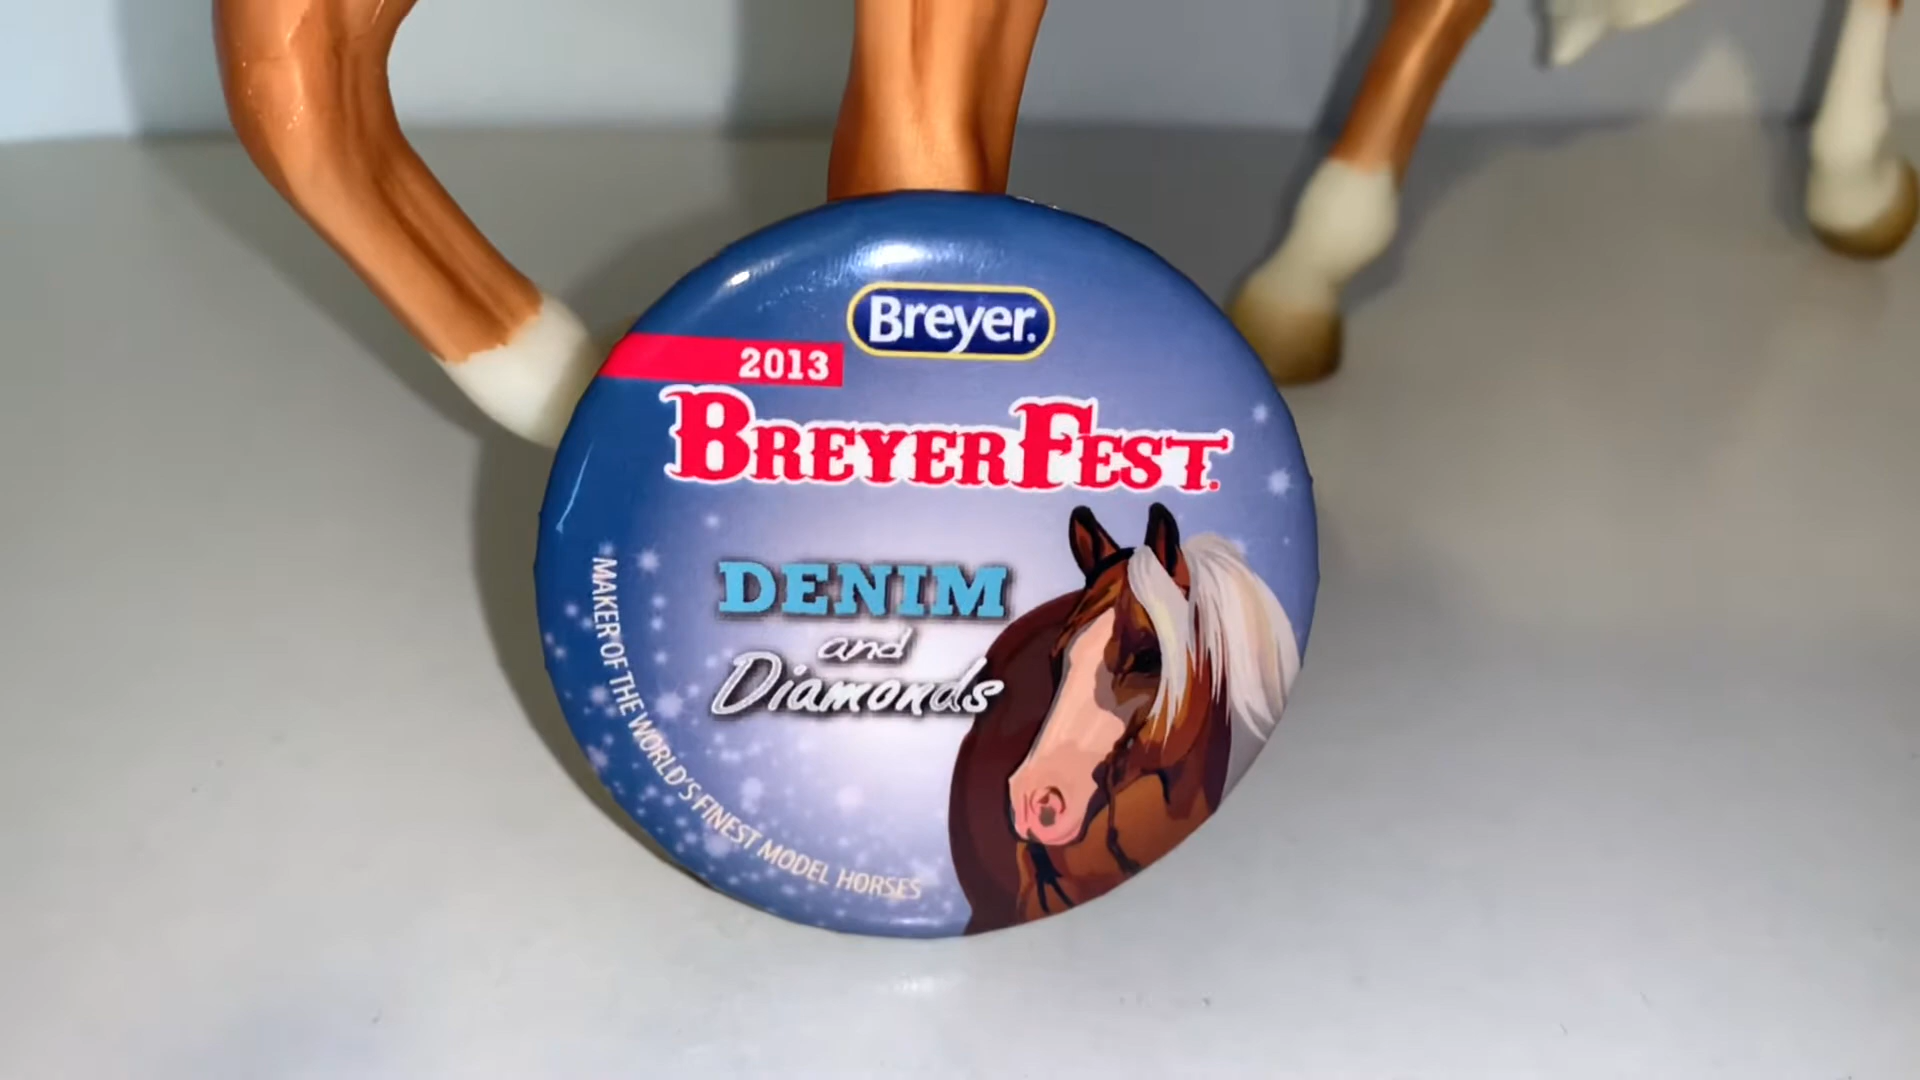 Breyer.
2013
BREYERFEST.
DENIM
and
Diamonds
MAKER OF THE WORLD'S FINEST MODEL HORSES